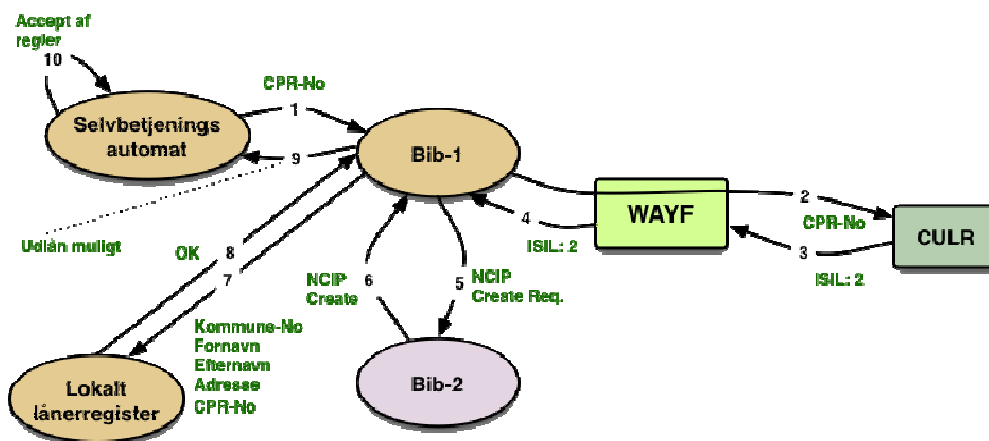 Accept af
regler
10
CPR-No
1
Selvbetjenings
automat
9
Bib-1
WAYF
2
CPR-No
CULR
4
ISIL: 2
3
ISIL: 2
Udlån muligt
OK
8
7
NCIP
Create
6
5
NCIP
Create Req.
Kommune-No
Fornavn
Efternavn
Adresse
CPR-No
Lokalt
lånerregister
Bib-2